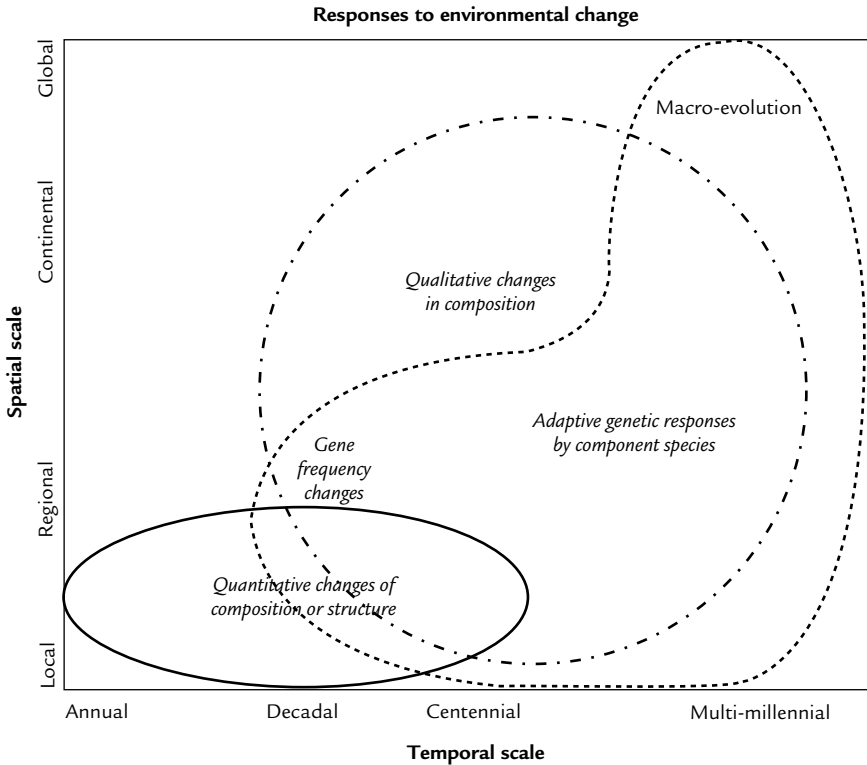 Responses to environmental change
Global
Continental
Regional
Local
Spatial scale
Macro-evolution
Qualitative changes
in composition
Adaptive genetic responses
by component species
Gene
frequency
changes
Quantitative changes of
composition or structure
Annual
Decadal
Centennial
Multi-millennial
Temporal scale